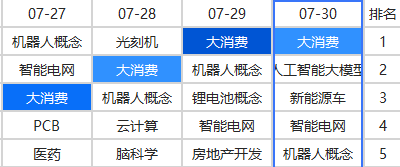 07-27 07-28 07-29 07-30 排名
机器人概念 光刻机 大消费 大消费 1
智能电网 大消费 机器人概念 人工智能大模型 2
大消费 机器人概念 锂电池概念 新能源车 3
PCB 云计算 智能电网 智能电网 4
医药 脑科学 房地产开发 机器人概念 5